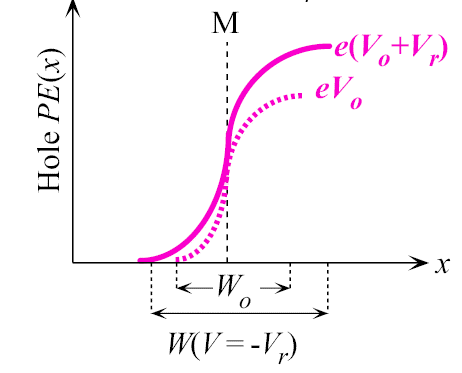 M
e(Vo+Vr)
eVo
Hole PE(x)
x
Wo
W(V = -Vr)